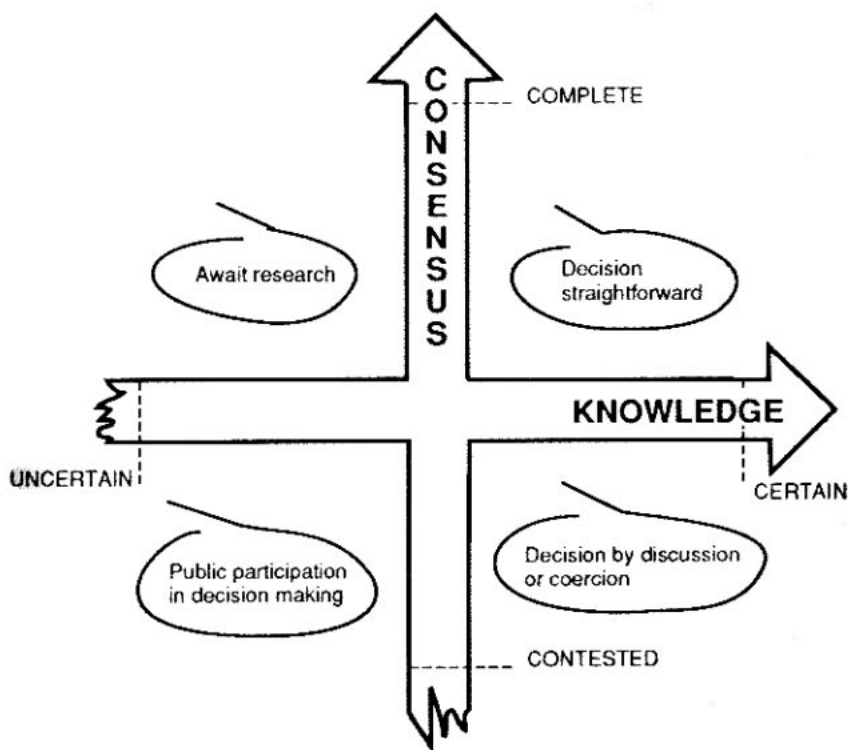 CONSENSUS
COMPLETE
Await research
Decision
straightforward
KNOWLEDGE
UNCERTAIN
CERTAIN
Public participation
in decision making
Decision by discussion
or coercion
CONTESTED